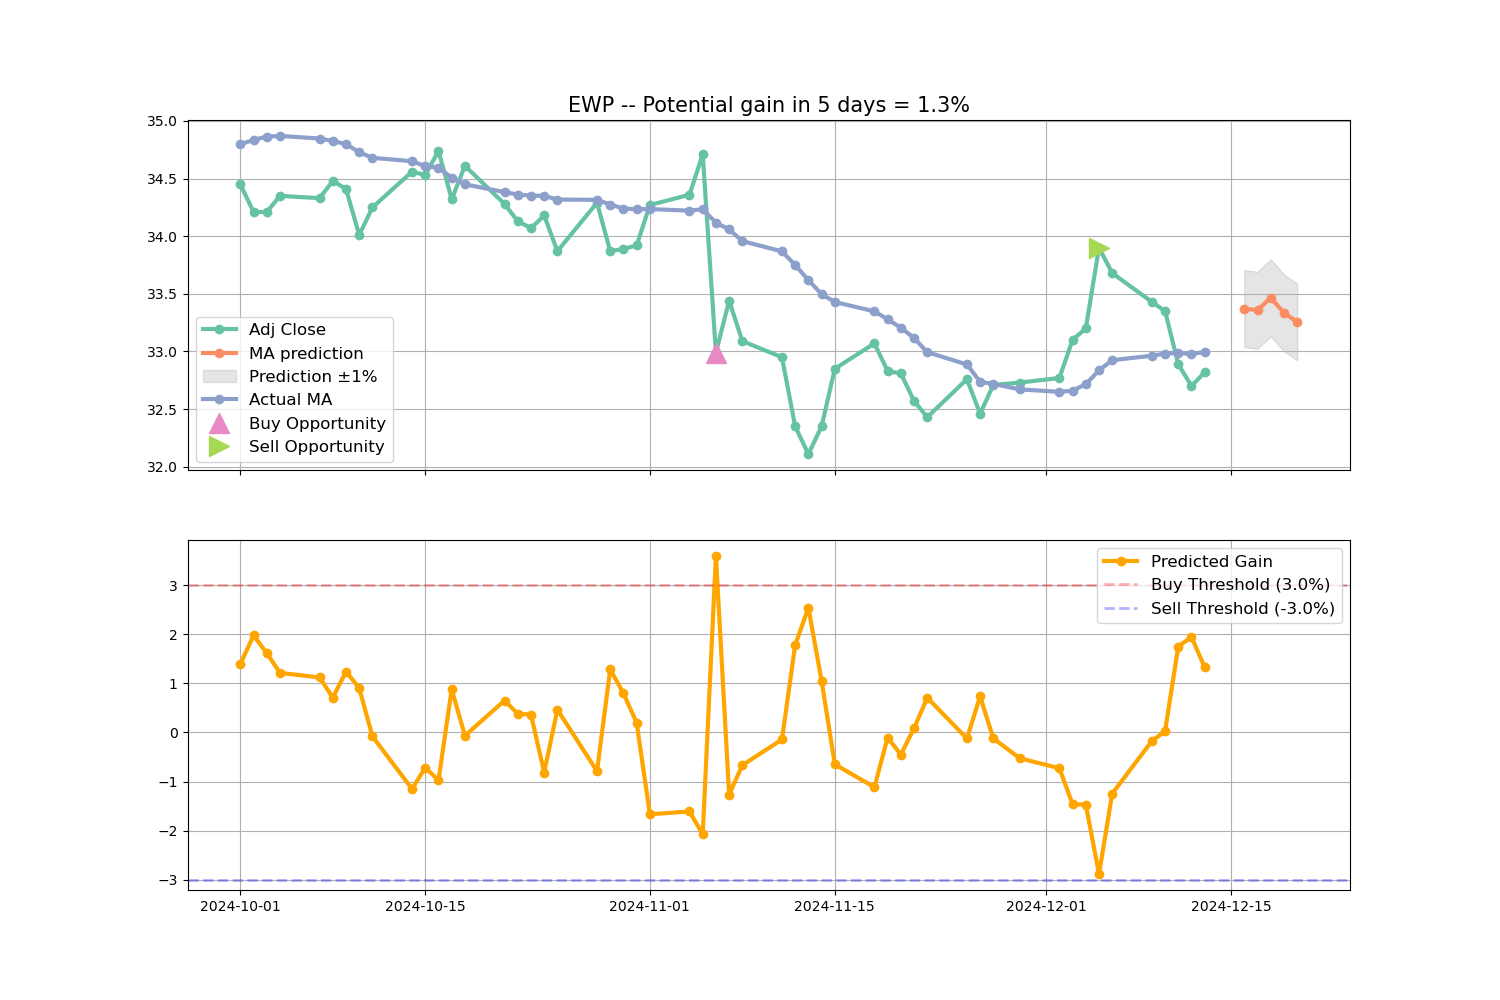 EWP -- Potential gain in 5 days = 1.3%
35.0
34.5
34.0
33.5
33.0
32.5
32.0
Adj Close
MA prediction
Prediction ±1%
Actual MA
Buy Opportunity
Sell Opportunity
3
2
1
0
−1
−2
−3
Predicted Gain
Buy Threshold (3.0%)
Sell Threshold (-3.0%)
2024-10-01
2024-10-15
2024-11-01
2024-11-15
2024-12-01
2024-12-15